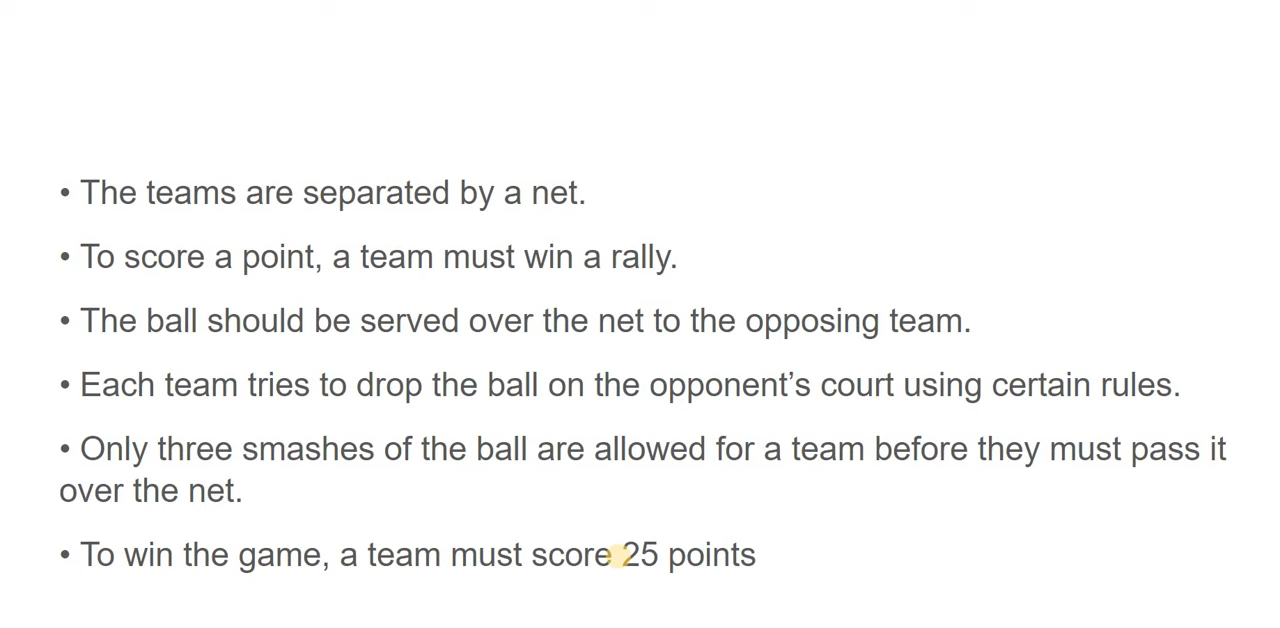 • The teams are separated by a net.
• To score a point, a team must win a rally.
• The ball should be served over the net to the opposing team.
• Each team tries to drop the ball on the opponent’s court using certain rules.
• Only three smashes of the ball are allowed for a team before they must pass it
over the net.
• To win the game, a team must score 25 points